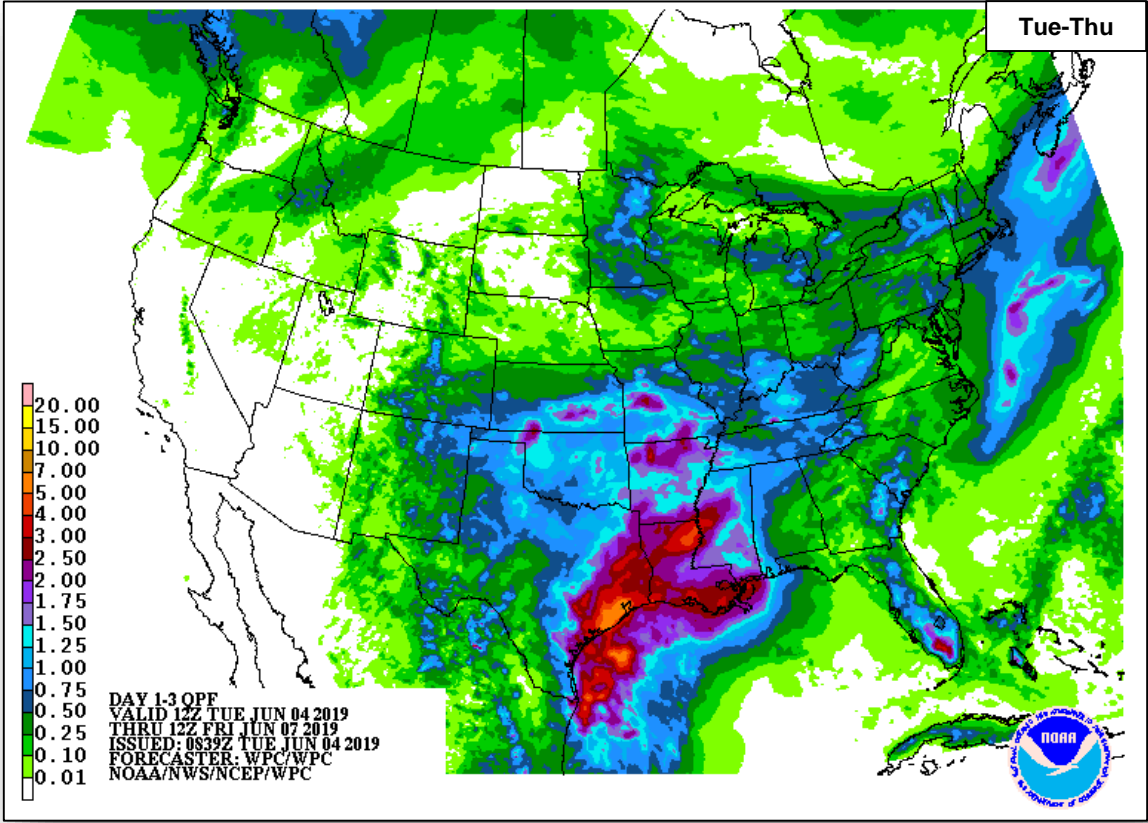 Tue-Thu
20.00
15.00
10.00
7.00
5.00
4.00
3.00
2.50
2.00
1.75
1.50
1.25
1.00
0.75
0.50
0.25
0.10
0.01
DAY 1-3 QPF
VALID 12Z TUE JUN 04 2019
THRU 12Z FRI JUN 07 2019
ISSUED: 0839Z TUE JUN 04 2019
FORECASTER: WPC/WPC
NOAA/NWS/NCEP/WPC
NOAA